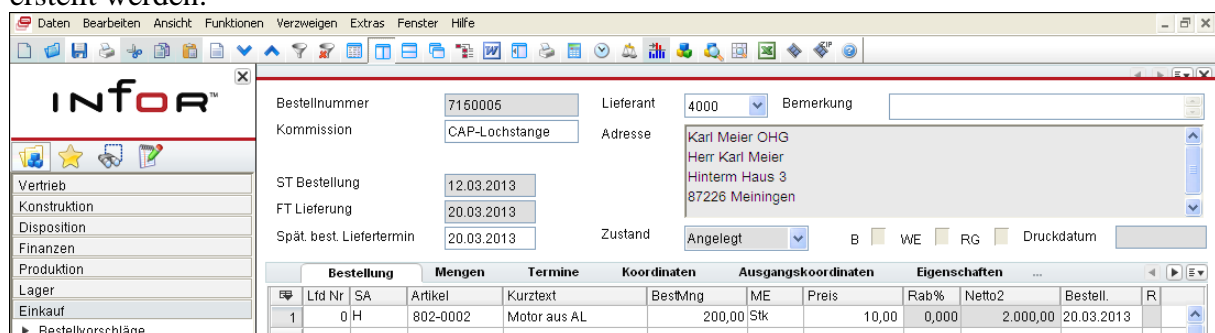 erstellt werden.
Daten Bearbeiten Ansicht Funktionen Verzweigen Extras Fenster Hilfe
infor™
Vertrieb
Konstruktion
Disposition
Finanzen
Produktion
Lager
Einkauf
Bestellvorschläge
Bestellnummer 7150005 Lieferant 4000 Bemerkung
Kommission CAP-Lochstange Adresse Karl Meier OHG
Herr Karl Meier
Hinterm Haus 3
87226 Meiningen
ST Bestellung 12.03.2013
FT Lieferung 20.03.2013
Spät. best. Liefertermin 20.03.2013 Zustand Angelegt B WE RG Druckdatum
Bestellung Mengen Termine Koordinaten Ausgangskoordinaten Eigenschaften ...
Lfd Nr SA Artikel Kurztext BestMng ME Preis Rab% Netto2 Bestell. R
1 0 H 802-0002 Motor aus AL 200,00 Stk 10,00 0,000 2.000,00 20.03.2013